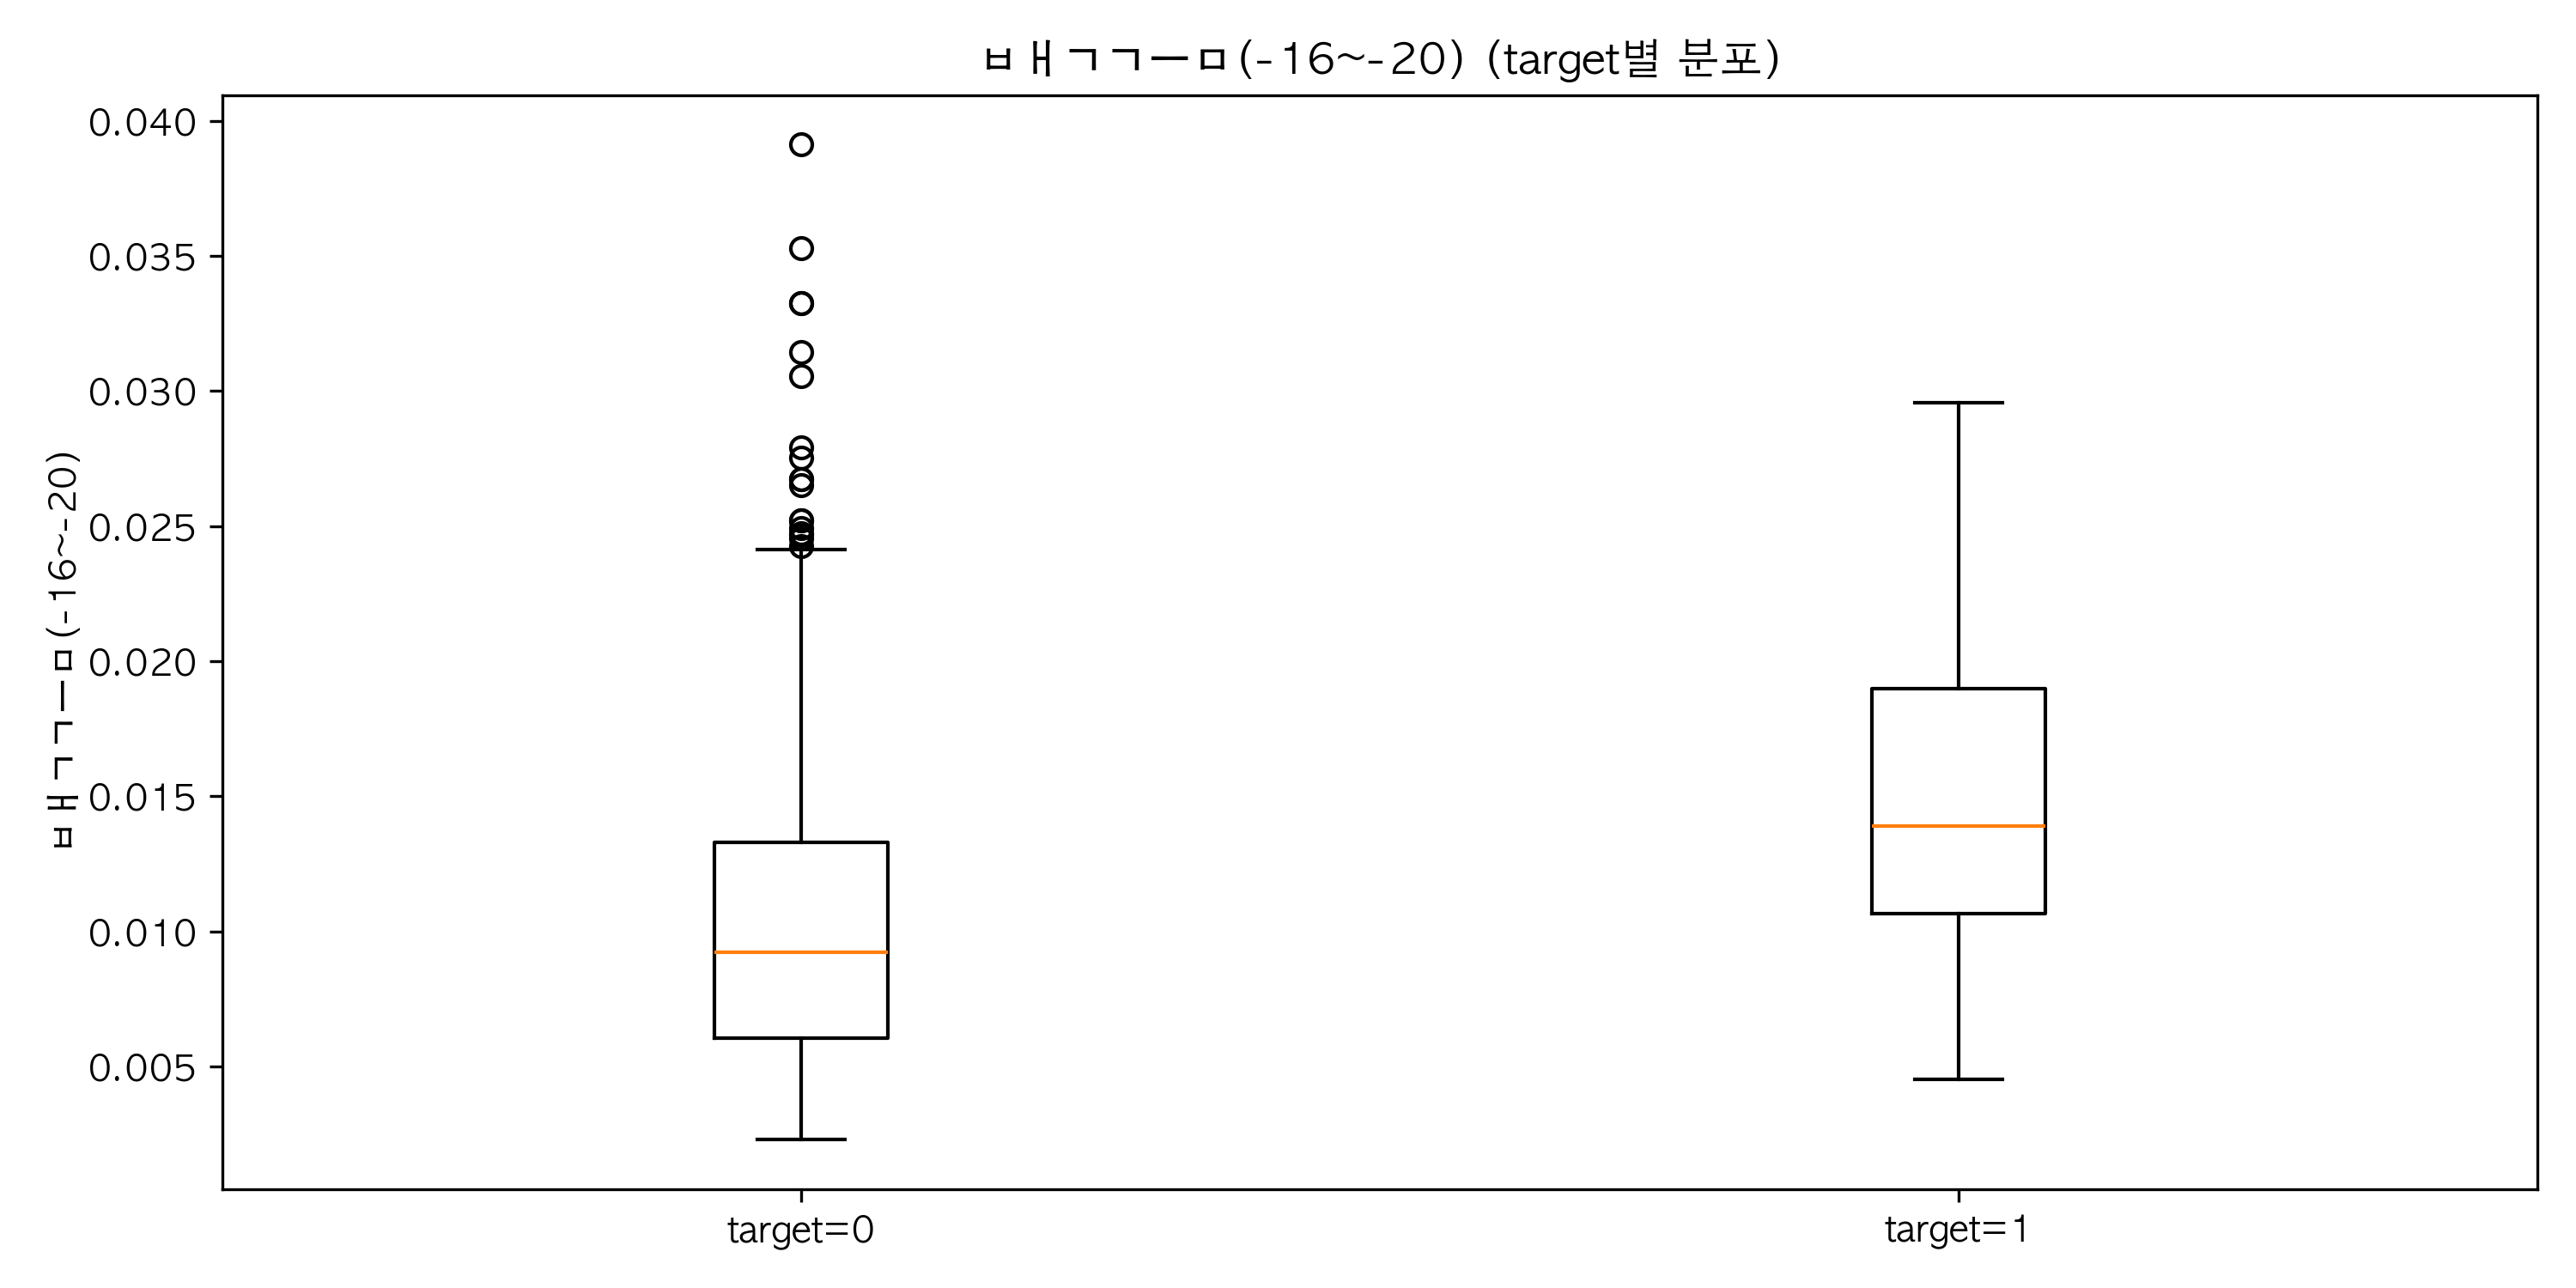 ㅂㅐㄱㄱㅡㅁ(-16~-20) (target별 분포)
ㅂㅐㄱㄱㅡㅁ(-16~-20)
0.040
0.035
0.030
0.025
0.020
0.015
0.010
0.005
target=0
target=1